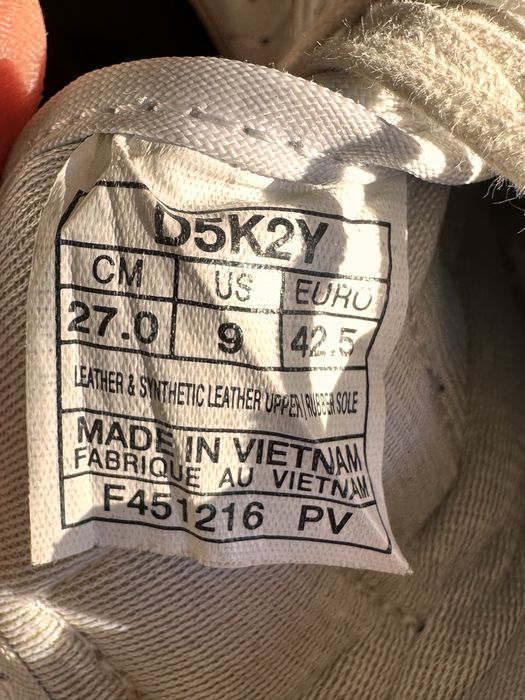 D5K2Y
CM US EURO
27.0 9 42.5
LEATHER & SYNTHETIC LEATHER UPPER/RUBBER SOLE
MADE IN VIETNAM
FABRIQUE AU VIETNAM
F451216 PV